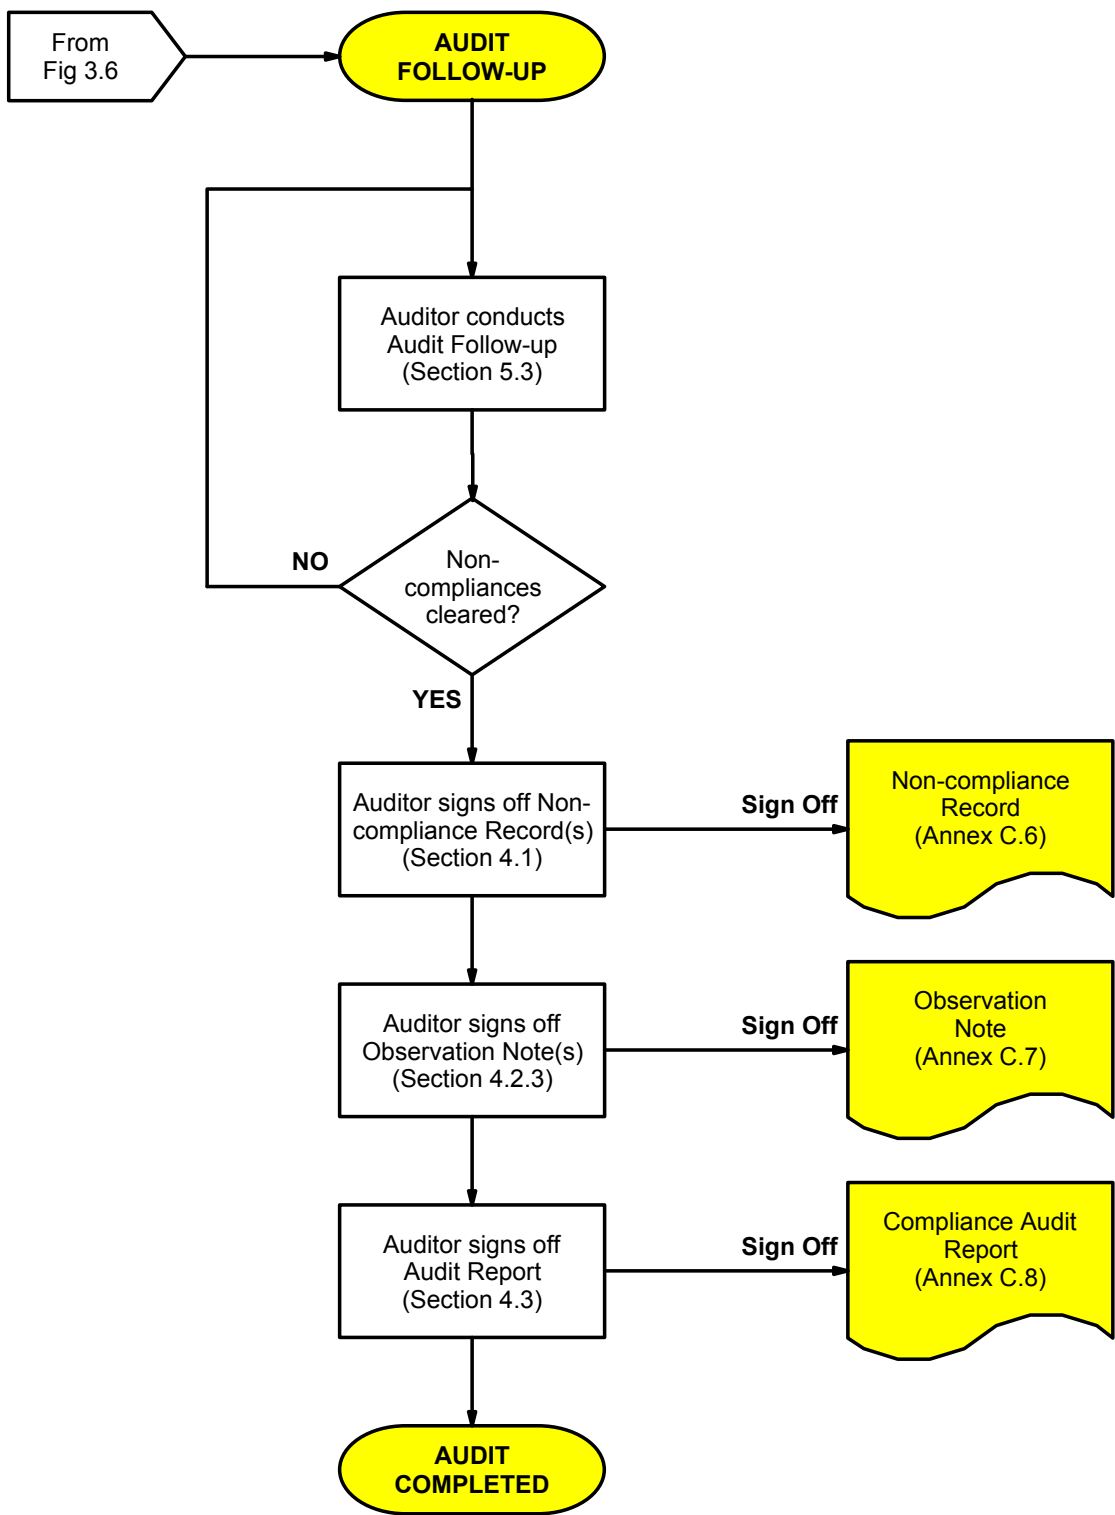 From
Fig 3.6
AUDIT
FOLLOW-UP
Auditor conducts
Audit Follow-up
(Section 5.3)
NO
Non-
compliances
cleared?
YES
Auditor signs off Non-
compliance Record(s)
(Section 4.1)
Sign Off
Non-compliance
Record
(Annex C.6)
Auditor signs off
Observation Note(s)
(Section 4.2.3)
Sign Off
Observation
Note
(Annex C.7)
Auditor signs off
Audit Report
(Section 4.3)
Sign Off
Compliance Audit
Report
(Annex C.8)
AUDIT
COMPLETED